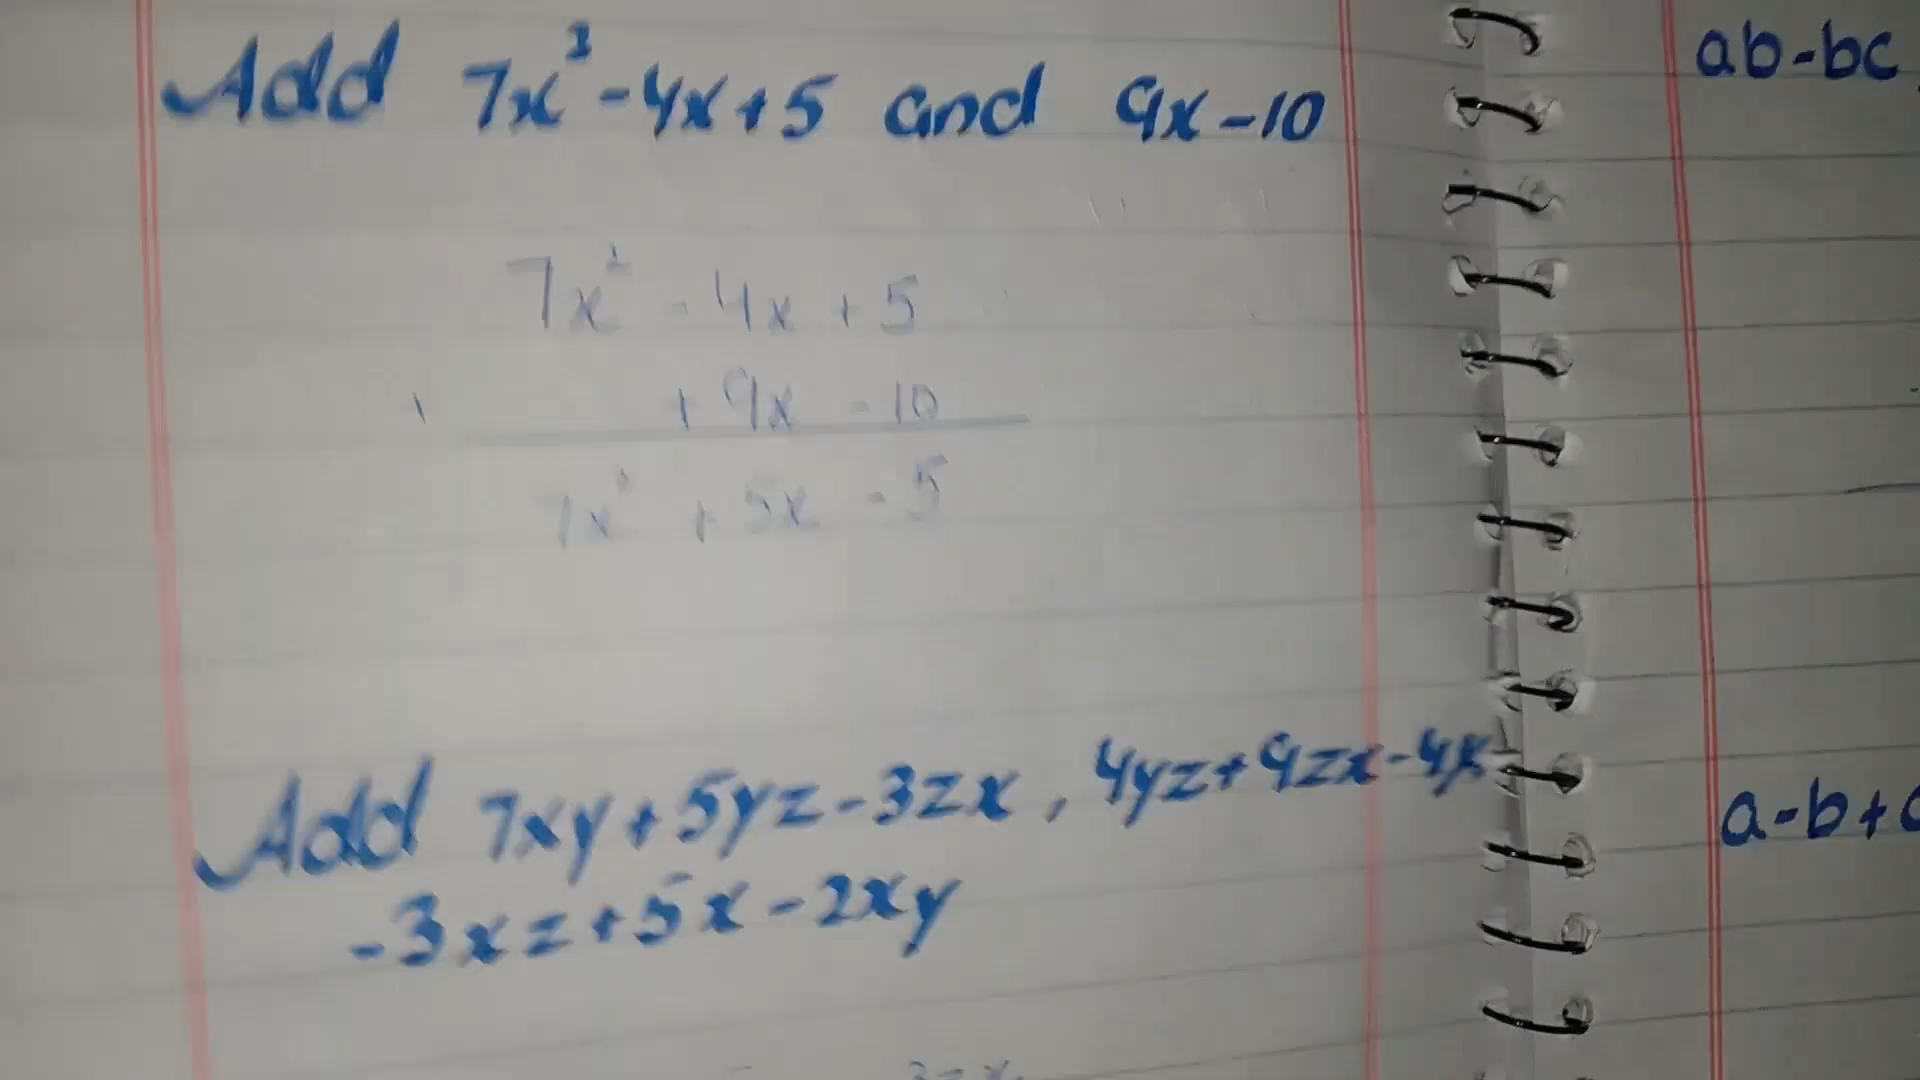 Add 7x² - 4x + 5 and 9x - 10
7x² - 4x + 5
+ 9x - 10
7x² + 5x - 5
Add 7xy + 5yz - 3zx , 4yz + 9zx - 4x
-3xz + 5x - 2xy
ab - bc
a - b +